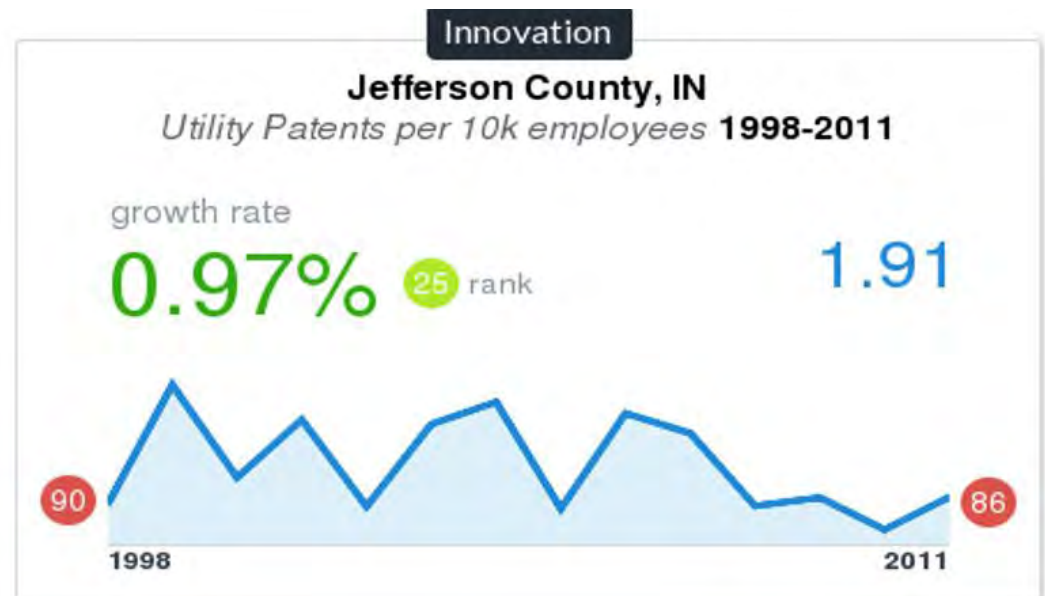 Innovation
Jefferson County, IN
Utility Patents per 10k employees 1998-2011
growth rate
0.97% 25 rank
1.91
90
86
1998
2011